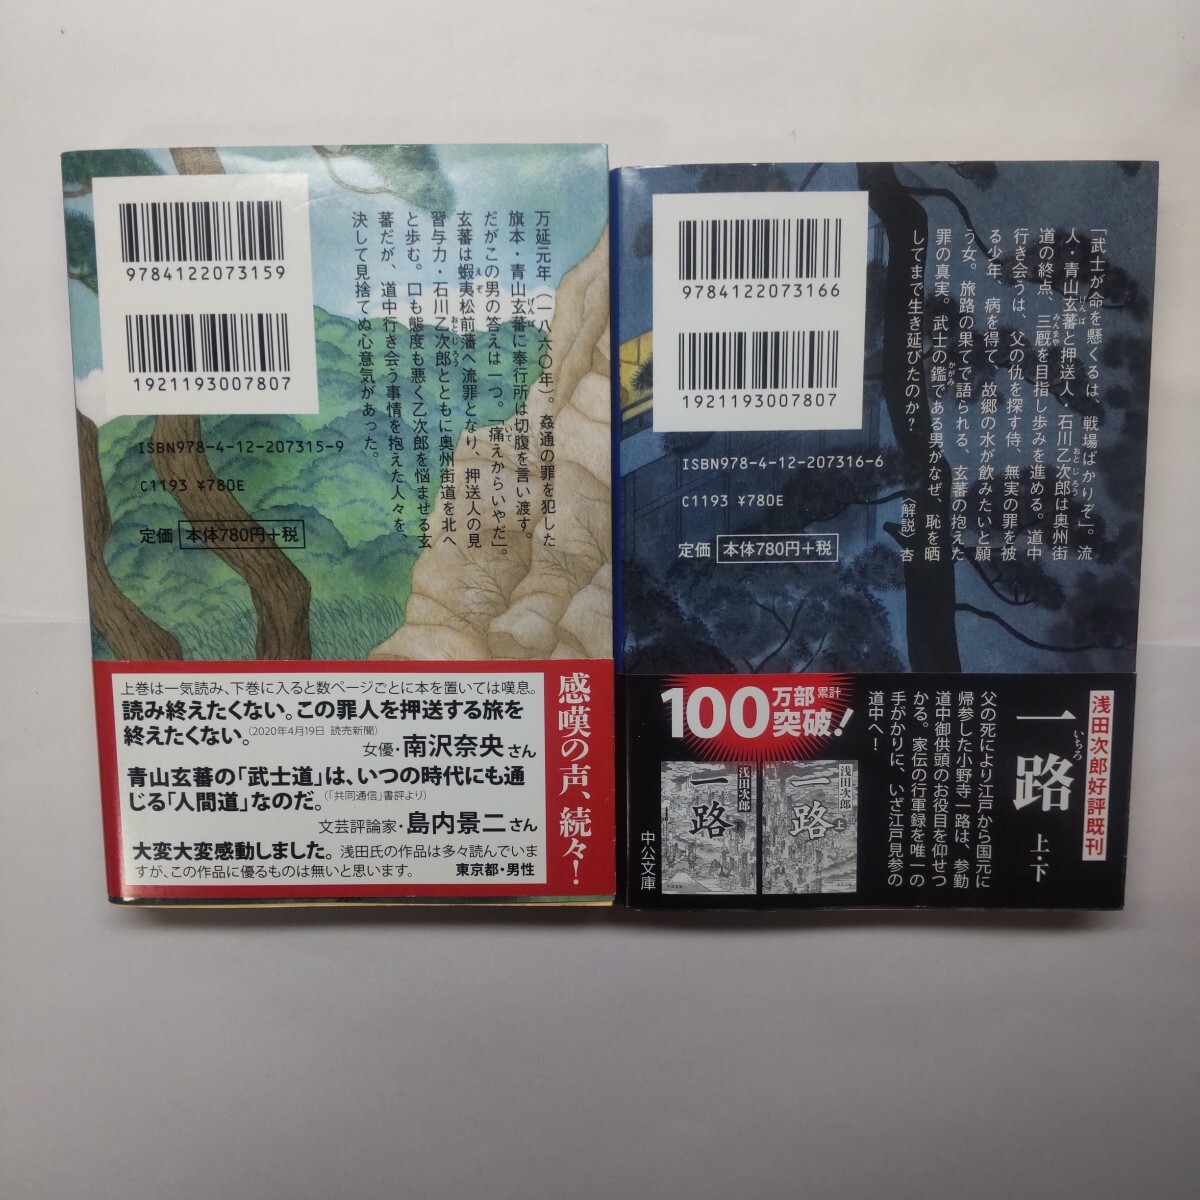 9784122073159
1921193007807
ISBN978-4-12-207315-9
C1193 ¥780E
定価 本体780円+税
万延元年(一八六〇年)。姦通の罪を犯した
旗本・青山玄蕃に奉行所は切腹を言い渡す。
だがこの男の答えは一つ。「痛えからいやだ」。
玄蕃は蝦夷松前藩へ流罪となり、押送人の見
習与力・石川乙次郎とともに奥州街道を北へ
と歩む。口も態度も悪く乙次郎を悩ませる玄
蕃だが、道中行き会う事情を抱えた人々を、
決して見捨てぬ心意気があった。
感嘆の声、続々!
上巻は一気読み、下巻に入ると数ページごとに本を置いては嘆息。
読み終えたくない。この罪人を押送する旅を
終えたくない。(2020年4月19日 読売新聞)
女優・南沢奈央さん
青山玄蕃の「武士道」は、いつの時代にも通
じる「人間道」なのだ。(「共同通信」書評より)
文芸評論家・島内景二さん
大変大変感動しました。浅田氏の作品は多々読んでいま
すが、この作品に優るものは無いと思います。 東京都・男性
9784122073166
1921193007807
ISBN978-4-12-207316-6
C1193 ¥780E
定価 本体780円+税
「武士が命を懸くるは、戦場ばかりぞ」。流
人・青山玄蕃と押送人・石川乙次郎は奥州街
道の終点、三厩を目指し歩みを進める。道中
行き会うは、父の仇を探す侍、無実の罪を被
る少年、病を得て、故郷の水が飲みたいと願
う女。旅路の果てで語られる、玄蕃の抱えた
罪の真実。武士の鑑である男がなぜ、恥を晒
してまで生き延びたのか?
〈解説〉杏
浅田次郎好評既刊
一路 上・下
いちろ
父の死により江戸から国元に
帰参した小野寺一路は、参勤
道中御供頭のお役目を仰せつ
かる。家伝の行軍録を唯一の
手がかりに、いざ江戸見参の
道中へ!
累計
100万部
突破!
浅田次郎
一路
上
浅田次郎
一路
中公文庫